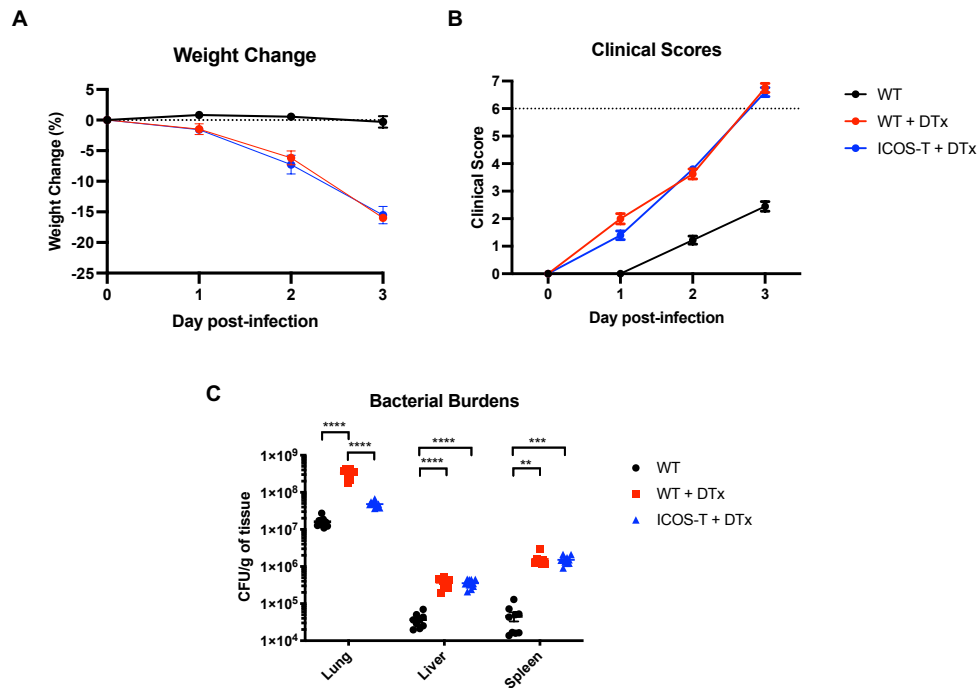 A
Weight Change
Weight Change (%)
5
0
-5
-10
-15
-20
-25
0 1 2 3
Day post-infection
B
Clinical Scores
Clinical Score
7
6
5
4
3
2
1
0
0 1 2 3
Day post-infection
WT
WT + DTx
ICOS-T + DTx
C
Bacterial Burdens
CFU/g of tissue
1×10⁹
1×10⁸
1×10⁷
1×10⁶
1×10⁵
1×10⁴
****
****
****
****
***
**
Lung
Liver
Spleen
WT
WT + DTx
ICOS-T + DTx